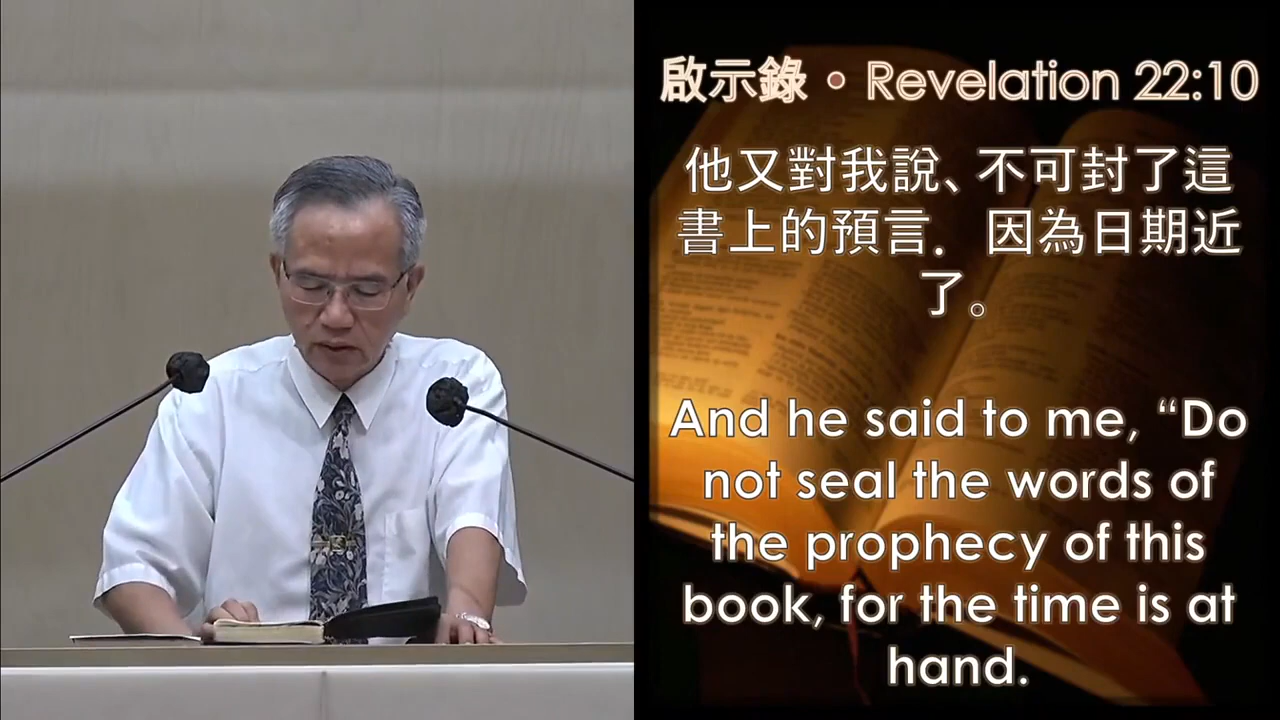 啟示錄 • Revelation 22:10
他又對我說、不可封了這
書上的預言． 因為日期近
了。
And he said to me, “Do
not seal the words of
the prophecy of this
book, for the time is at
hand.